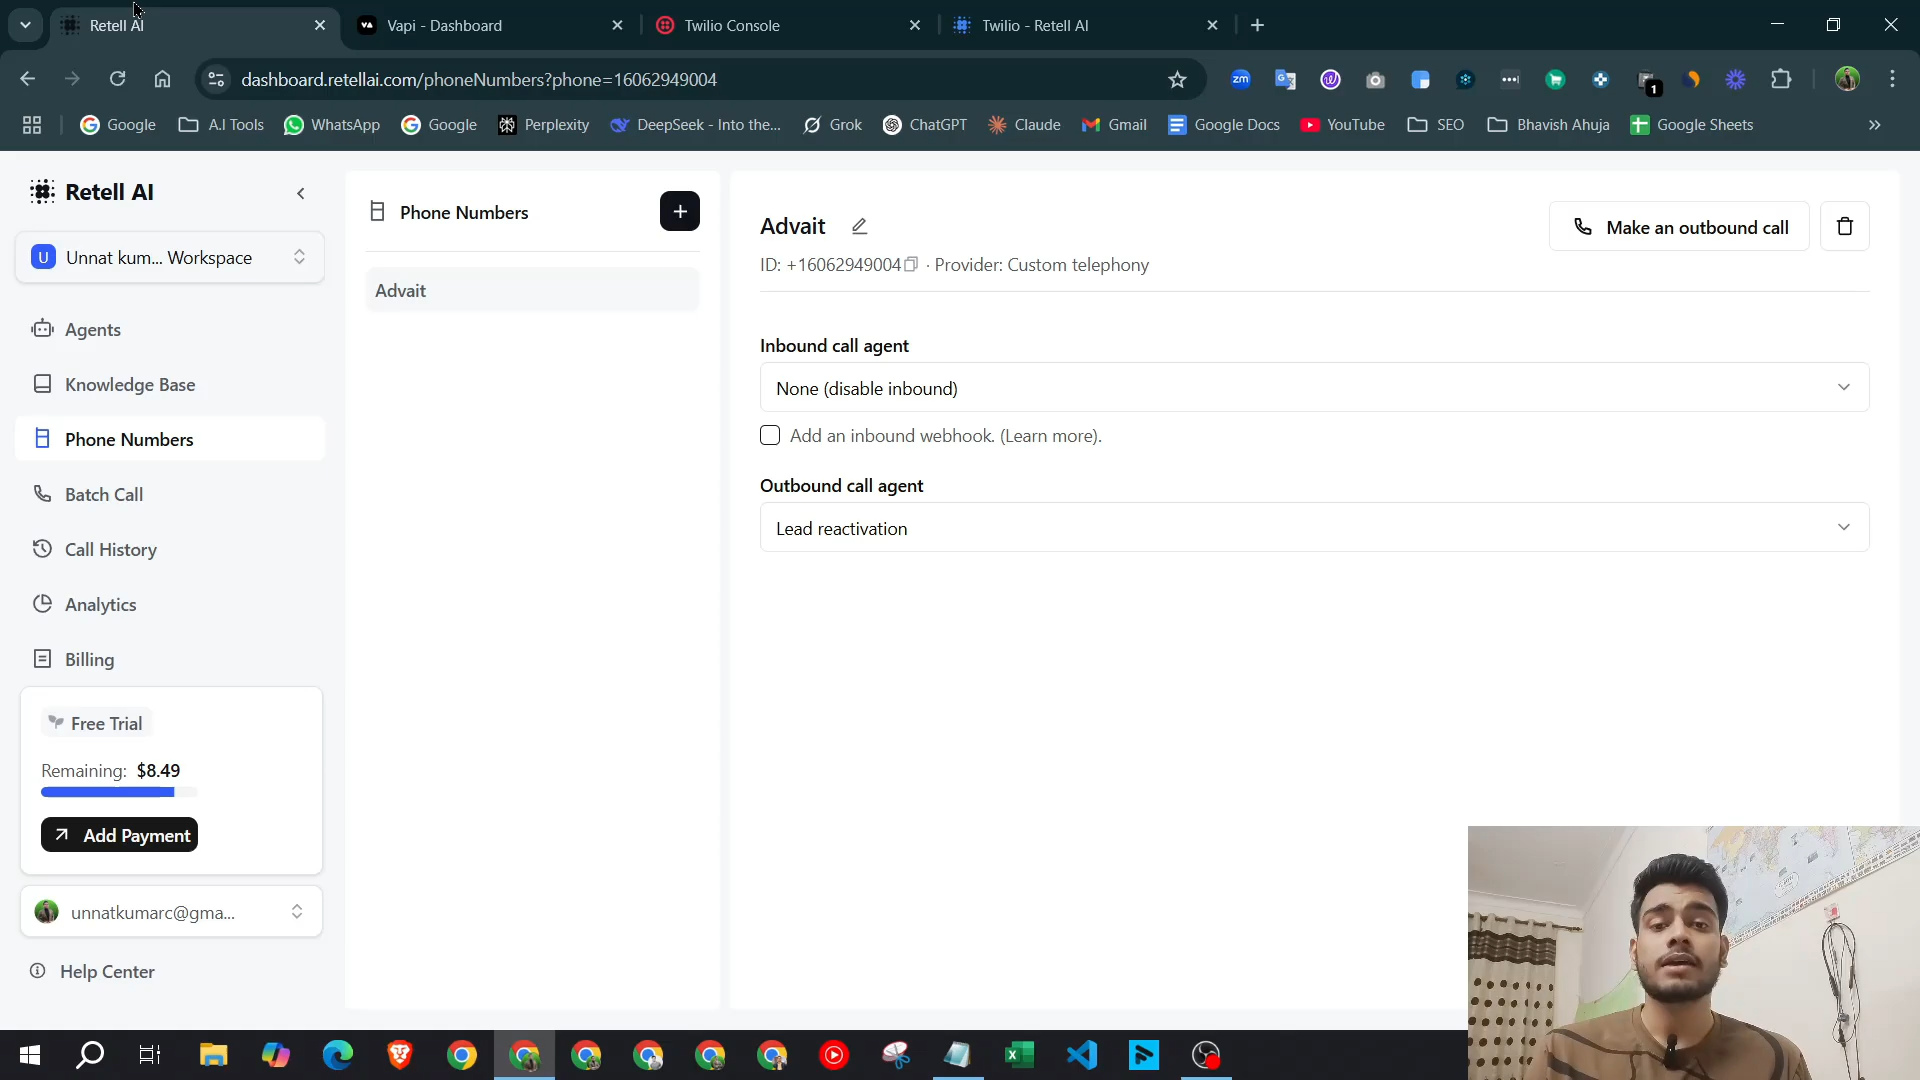 Retell AI
Vapi - Dashboard
Twilio Console
Twilio - Retell AI
dashboard.retellai.com/phoneNumbers?phone=16062949004
zm
1
Google
A.I Tools
WhatsApp
Google
Perplexity
DeepSeek - Into the...
Grok
ChatGPT
Claude
Gmail
Google Docs
YouTube
SEO
Bhavish Ahuja
Google Sheets
Retell AI
U
Unnat kum... Workspace
Agents
Knowledge Base
Phone Numbers
Batch Call
Call History
Analytics
Billing
Free Trial
Remaining: $8.49
Add Payment
unnatkumarc@gma...
Help Center
Phone Numbers
Advait
Advait
ID: +16062949004 · Provider: Custom telephony
Make an outbound call
Inbound call agent
None (disable inbound)
Add an inbound webhook. (Learn more).
Outbound call agent
Lead reactivation